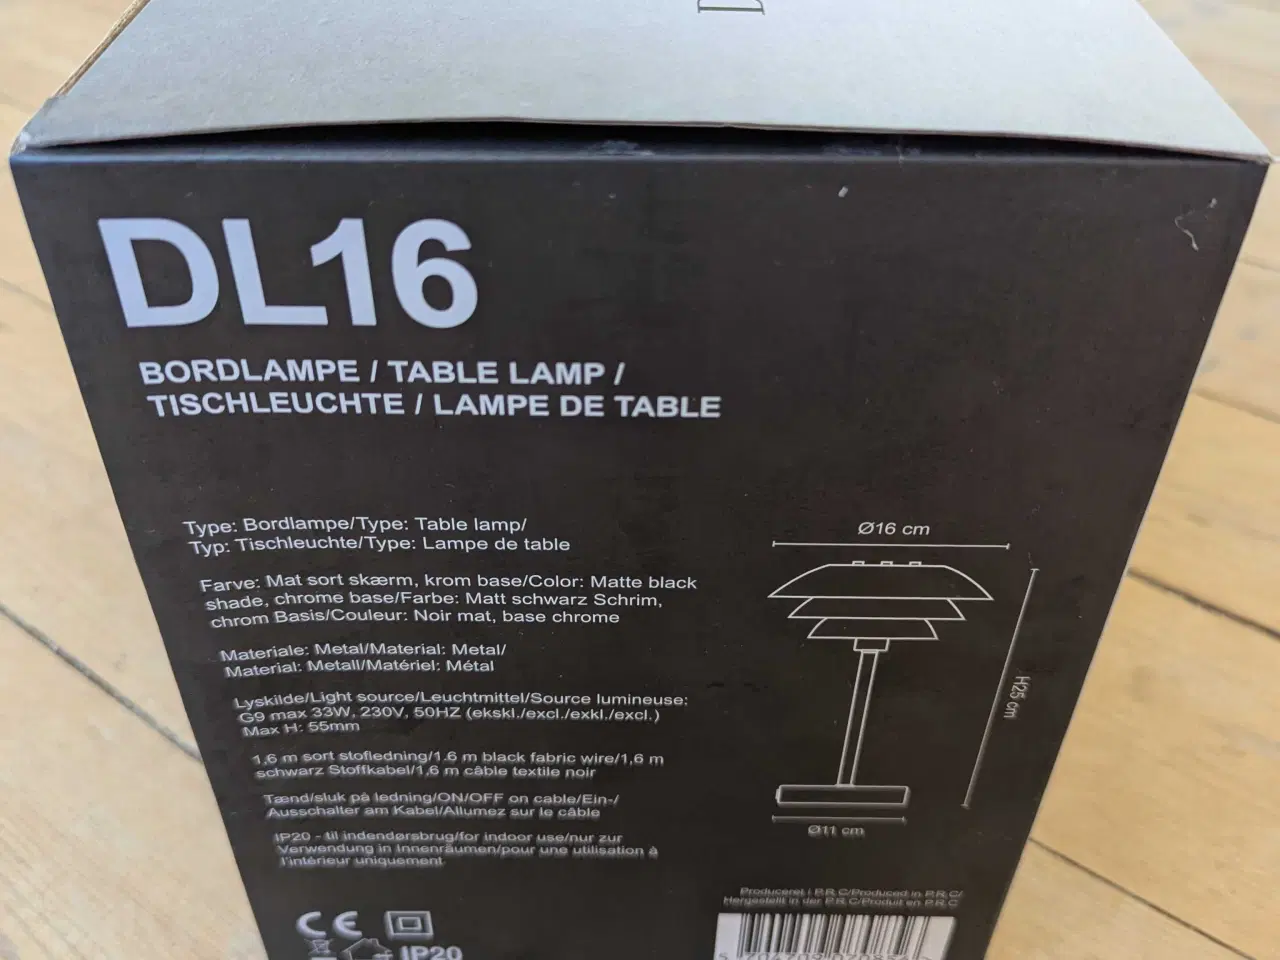 D
DL16
BORDLAMPE / TABLE LAMP /
TISCHLEUCHTE / LAMPE DE TABLE
Type: Bordlampe/Type: Table lamp/
Typ: Tischleuchte/Type: Lampe de table
Farve: Mat sort skærm, krom base/Color: Matte black
shade, chrome base/Farbe: Matt schwarz Schrim,
chrom Basis/Couleur: Noir mat, base chrome
Materiale: Metal/Material: Metal/
Material: Metall/Matériel: Métal
Lyskilde/Light source/Leuchtmittel/Source lumineuse:
G9 max 33W, 230V, 50HZ (ekskl./excl./exkl./excl.)
Max H: 55mm
1,6 m sort stofledning/1.6 m black fabric wire/1,6 m
schwarz Stoffkabel/1,6 m câble textile noir
Tænd/sluk på ledning/ON/OFF on cable/Ein-/
Ausschalter am Kabel/Allumez sur le câble
IP20 - til indendørsbrug/for indoor use/nur zur
Verwendung in Innenräumen/pour une utilisation à
l'intérieur uniquement
Ø16 cm
H25 cm
Ø11 cm
Produceret i P.R.C/Produced in P.R.C/
Hergestellt in der P.R.C/Produit en P.R.C
CE
IP20